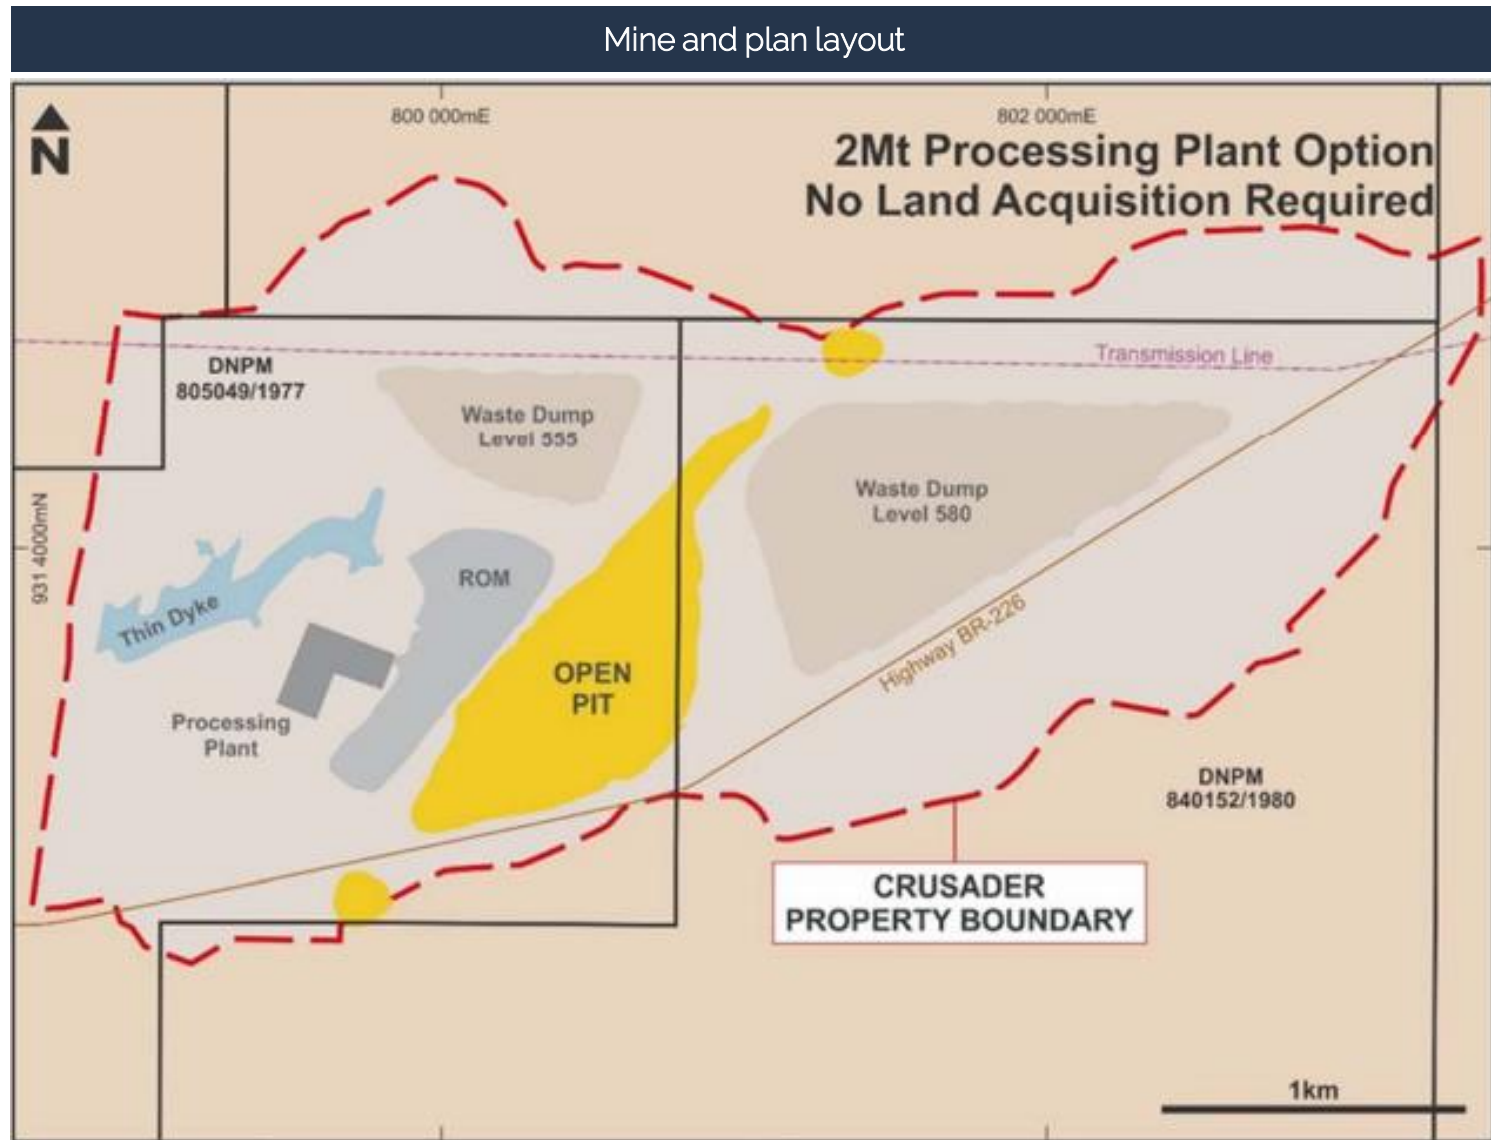 Mine and plan layout
N
800 000mE
802 000mE
2Mt Processing Plant Option
No Land Acquisition Required
DNPM
805049/1977
Transmission Line
Waste Dump
Level 555
Waste Dump
Level 580
931 4000mN
Thin Dyke
ROM
Highway BR-226
OPEN
PIT
Processing
Plant
DNPM
840152/1980
CRUSADER
PROPERTY BOUNDARY
1km